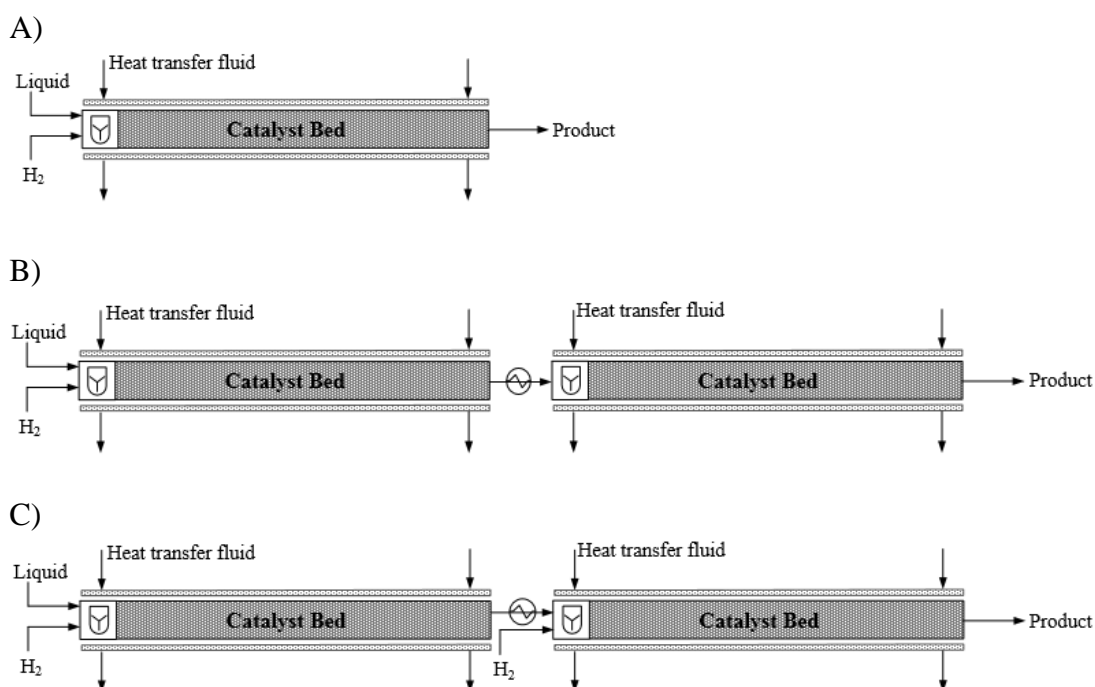 A)
Heat transfer fluid
Liquid
Catalyst Bed
Product
H₂
B)
Heat transfer fluid
Heat transfer fluid
Liquid
Catalyst Bed
Catalyst Bed
Product
H₂
C)
Heat transfer fluid
Heat transfer fluid
Liquid
Catalyst Bed
Catalyst Bed
Product
H₂
H₂